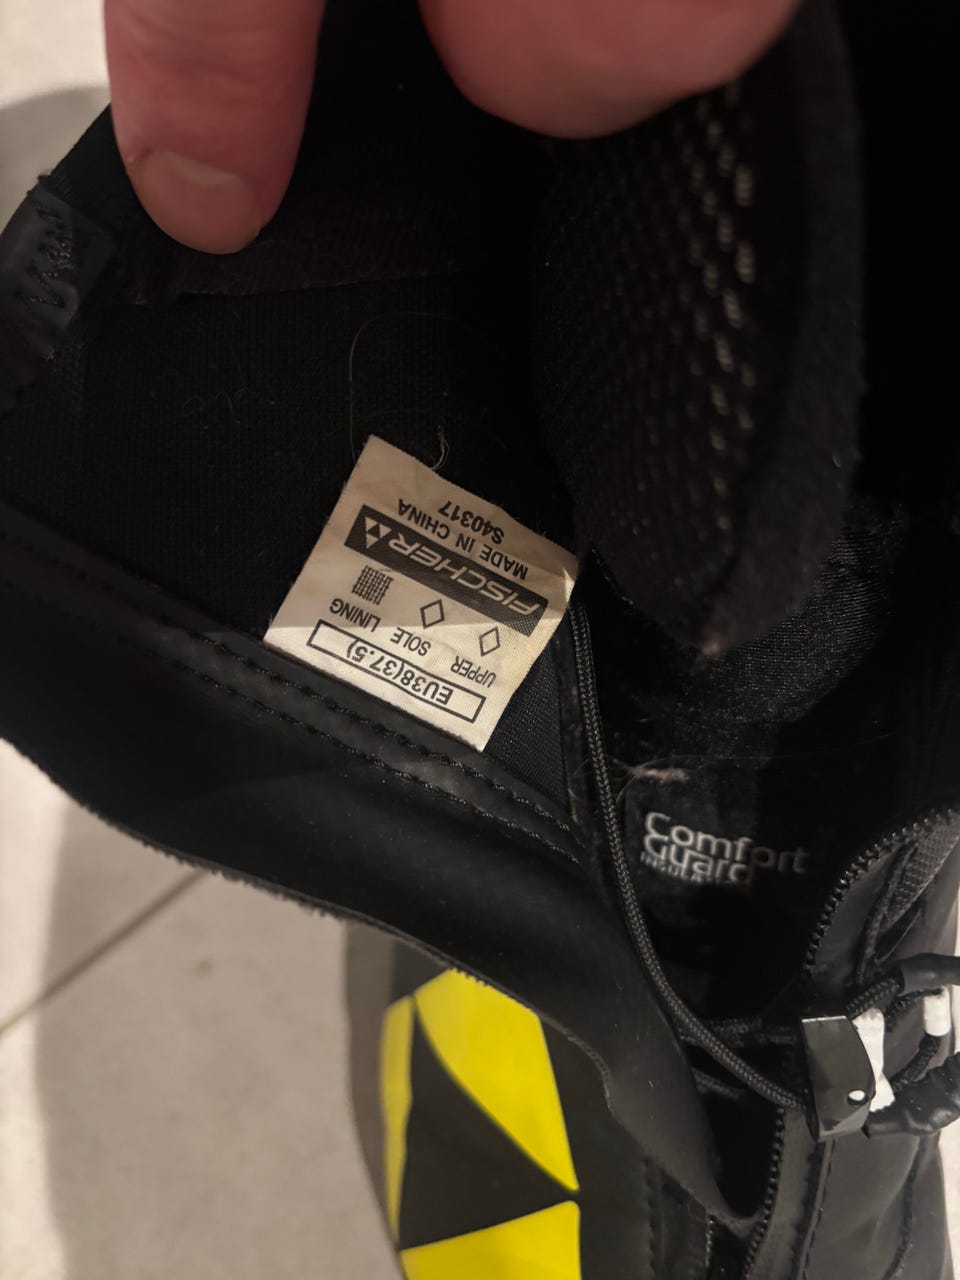 EU38(37.5)
UPPER SOLE LINING
FISCHER
MADE IN CHINA
S40317
Comfort
Guard